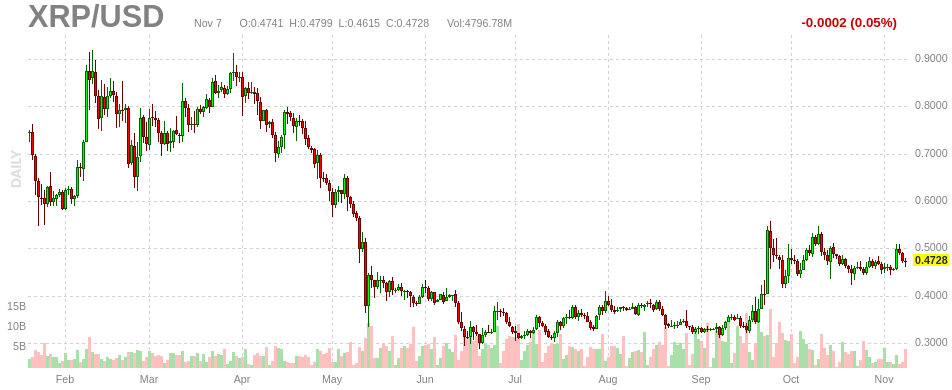 XRP/USD
Nov 7 O:0.4741 H:0.4799 L:0.4615 C:0.4728 Vol:4796.78M
-0.0002 (0.05%)
0.9000
0.8000
0.7000
DAILY
0.6000
0.5000
0.4728
0.4000
15B
10B
0.3000
5B
Feb Mar Apr May Jun Jul Aug Sep Oct Nov